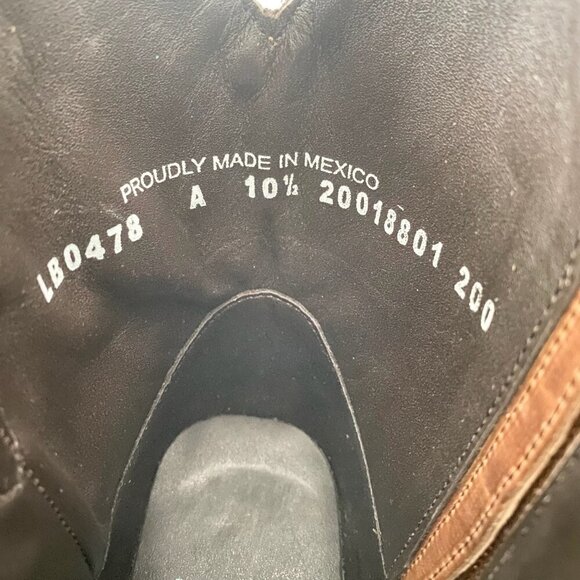 PROUDLY MADE IN MEXICO
LB0478 A 10½ 20018801 200